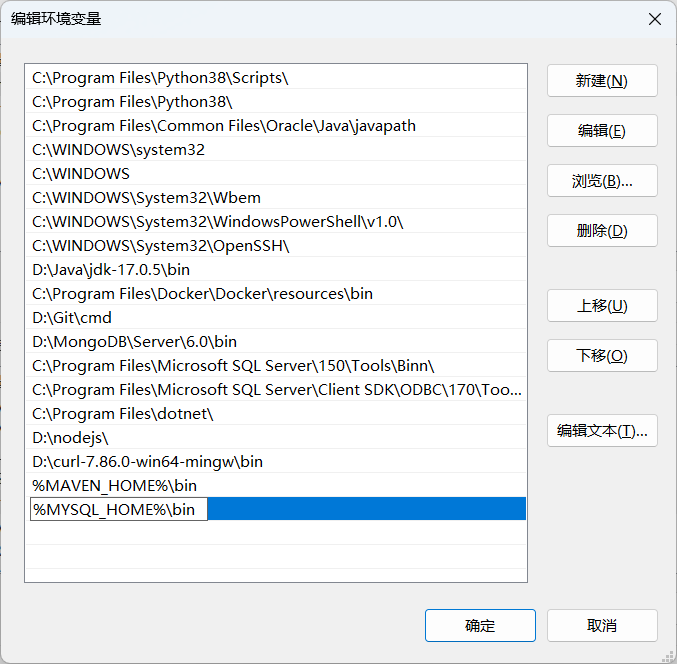 编辑环境变量
C:\Program Files\Python38\Scripts\
新建(N)
C:\Program Files\Python38\
C:\Program Files\Common Files\Oracle\Java\javapath
编辑(E)
C:\WINDOWS\system32
C:\WINDOWS
浏览(B)...
C:\WINDOWS\System32\Wbem
C:\WINDOWS\System32\WindowsPowerShell\v1.0\
删除(D)
C:\WINDOWS\System32\OpenSSH\
D:\Java\jdk-17.0.5\bin
C:\Program Files\Docker\Docker\resources\bin
上移(U)
D:\Git\cmd
D:\MongoDB\Server\6.0\bin
下移(O)
C:\Program Files\Microsoft SQL Server\150\Tools\Binn\
C:\Program Files\Microsoft SQL Server\Client SDK\ODBC\170\Too...
C:\Program Files\dotnet\
编辑文本(T)...
D:\nodejs\
D:\curl-7.86.0-win64-mingw\bin
%MAVEN_HOME%\bin
%MYSQL_HOME%\bin
确定
取消